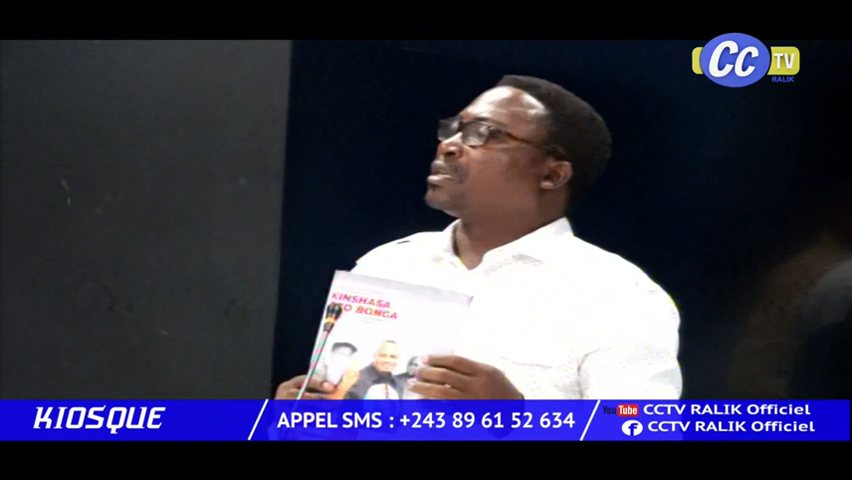 CC TV
RALIK
KINSHASA
BONGA
KIOSQUE
APPEL SMS : +243 89 61 52 634
YouTube CCTV RALIK Officiel
f CCTV RALIK Officiel